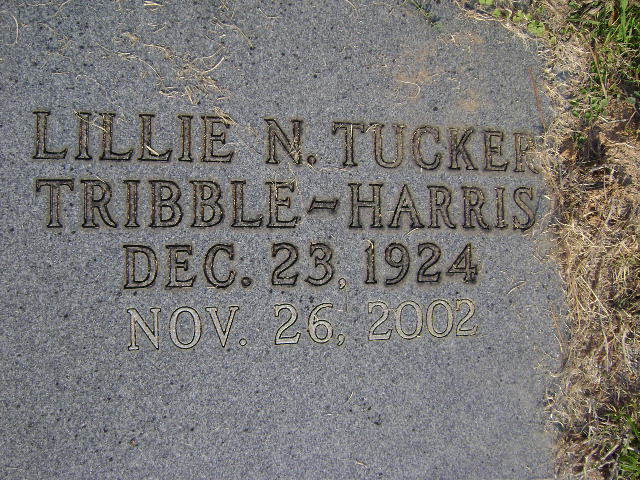 LILLIE N. TUCKER
TRIBBLE-HARRIS
DEC. 23, 1924
NOV. 26, 2002